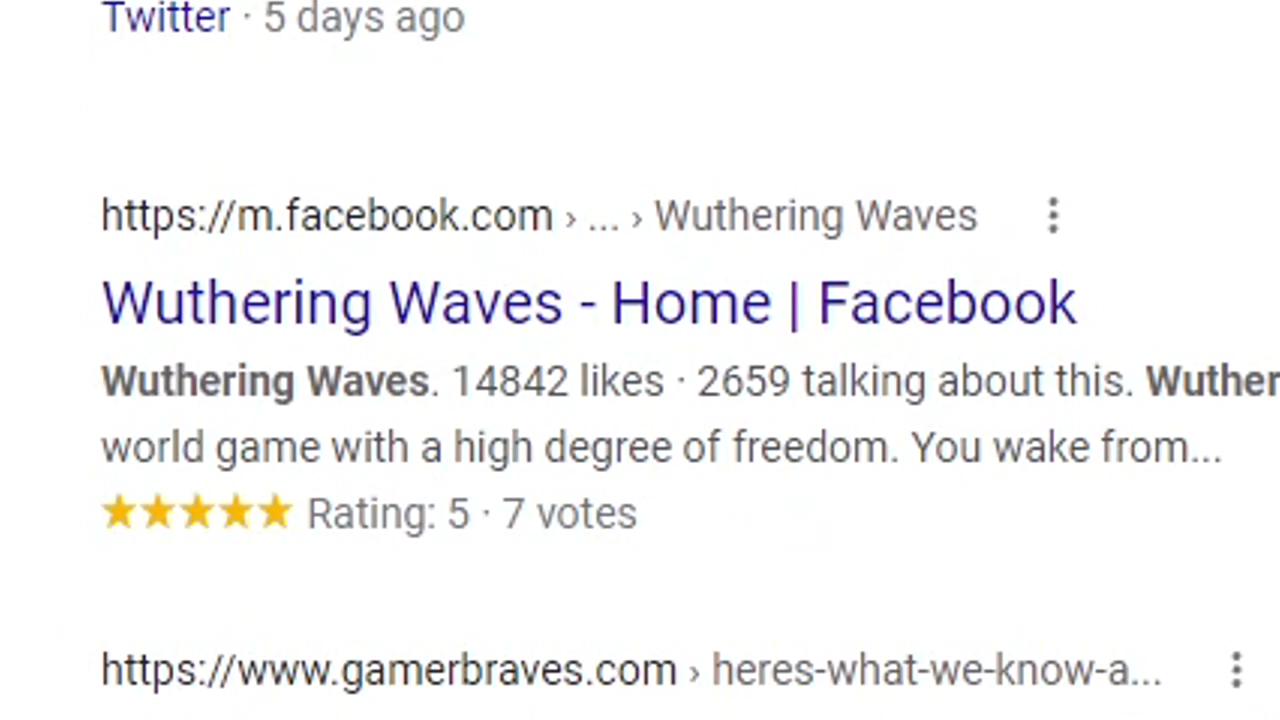 Twitter · 5 days ago
https://m.facebook.com › ... › Wuthering Waves
Wuthering Waves - Home | Facebook
Wuthering Waves. 14842 likes · 2659 talking about this. Wuther
world game with a high degree of freedom. You wake from...
Rating: 5 · 7 votes
https://www.gamerbraves.com › heres-what-we-know-a...